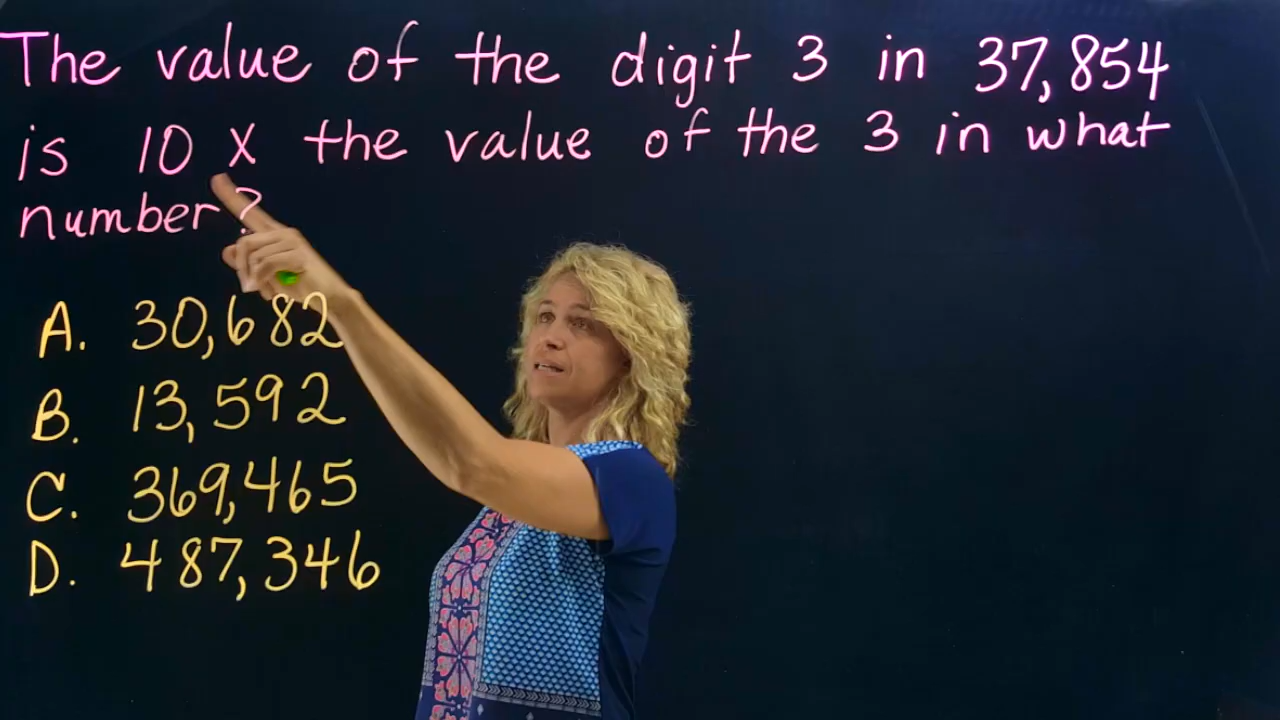 The value of the digit 3 in 37,854
is 10 x the value of the 3 in what
number?
A. 30,682
B. 13,592
C. 369,465
D. 487,346